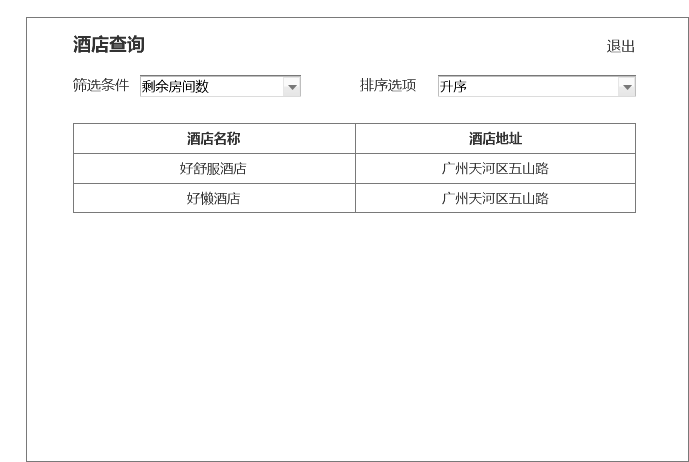 酒店查询
退出
筛选条件 剩余房间数 排序选项 升序
酒店名称 酒店地址
好舒服酒店 广州天河区五山路
好懒酒店 广州天河区五山路